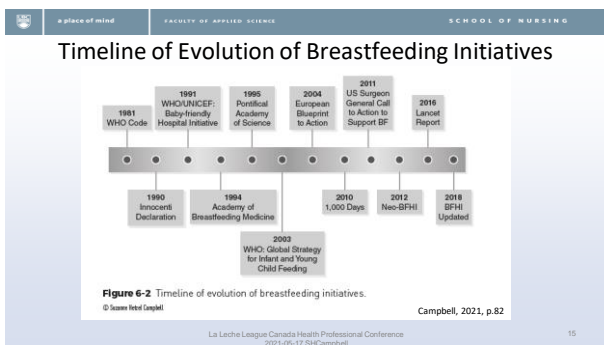 a place of mind
FACULTY OF APPLIED SCIENCE
SCHOOL OF NURSING
Timeline of Evolution of Breastfeeding Initiatives
1981
WHO Code
1991
WHO/UNICEF:
Baby-friendly
Hospital Initiative
1995
Pontifical
Academy
of Science
2004
European
Blueprint
to Action
2011
US Surgeon
General Call
to Action to
Support BF
2016
Lancet
Report
1990
Innocenti
Declaration
1994
Academy of
Breastfeeding Medicine
2003
WHO: Global Strategy
for Infant and Young
Child Feeding
2010
1,000 Days
2012
Neo-BFHI
2018
BFHI
Updated
Figure 6-2 Timeline of evolution of breastfeeding initiatives.
© Suzanne Hetzel Campbell
Campbell, 2021, p.82
La Leche League Canada Health Professional Conference
2021-05-17 SHCampbell
15